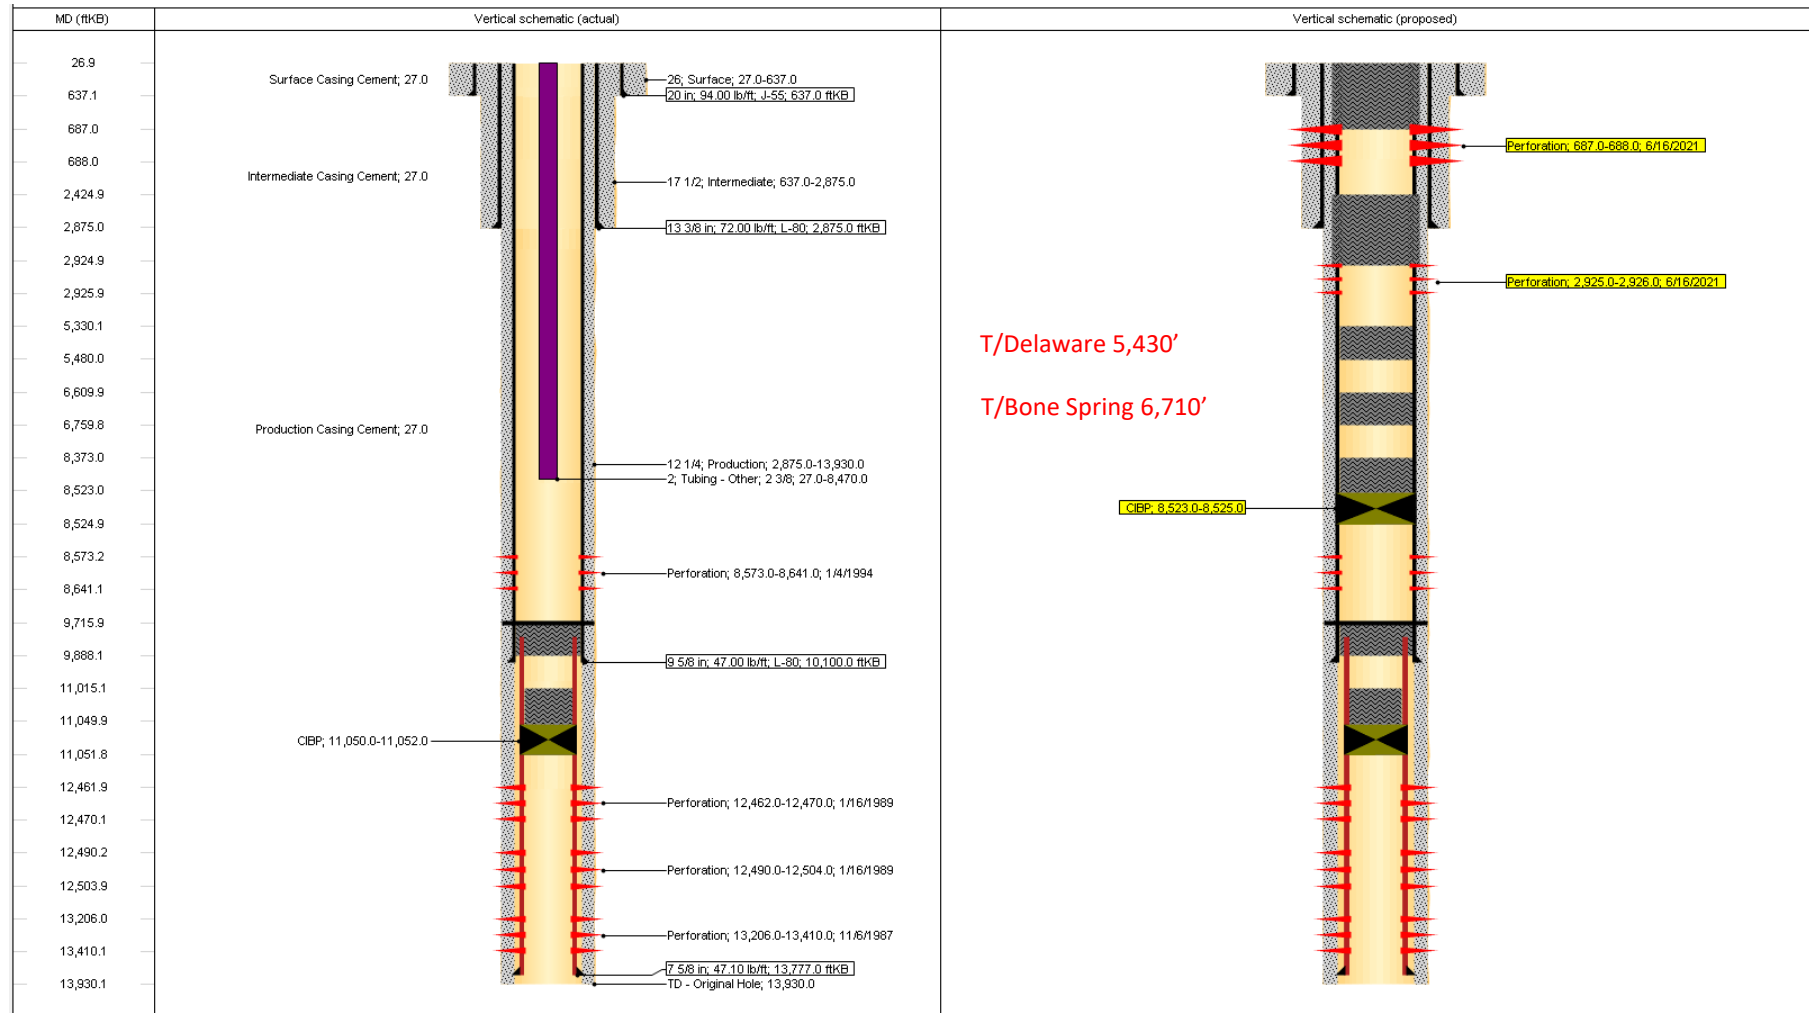 MD (ftKB)
Vertical schematic (actual)
Vertical schematic (proposed)
26.9
637.1
687.0
688.0
2,424.9
2,875.0
2,924.9
2,925.9
5,330.1
5,480.0
6,609.9
6,759.8
8,373.0
8,523.0
8,524.9
8,573.2
8,641.1
9,715.9
9,888.1
11,015.1
11,049.9
11,051.8
12,461.9
12,470.1
12,490.2
12,503.9
13,206.0
13,410.1
13,930.1
Surface Casing Cement; 27.0
Intermediate Casing Cement; 27.0
Production Casing Cement; 27.0
CIBP; 11,050.0-11,052.0
26; Surface; 27.0-637.0
20 in; 94.00 lb/ft; J-55; 637.0 ftKB
17 1/2; Intermediate; 637.0-2,875.0
13 3/8 in; 72.00 lb/ft; L-80; 2,875.0 ftKB
12 1/4; Production; 2,875.0-13,930.0
2; Tubing - Other; 2 3/8; 27.0-8,470.0
Perforation; 8,573.0-8,641.0; 1/4/1994
9 5/8 in; 47.00 lb/ft; L-80; 10,100.0 ftKB
Perforation; 12,462.0-12,470.0; 1/16/1989
Perforation; 12,490.0-12,504.0; 1/16/1989
Perforation; 13,206.0-13,410.0; 11/6/1987
7 5/8 in; 47.10 lb/ft; 13,777.0 ftKB
TD - Original Hole; 13,930.0
Perforation; 687.0-688.0; 6/16/2021
Perforation; 2,925.0-2,926.0; 6/16/2021
T/Delaware 5,430’
T/Bone Spring 6,710’
CIBP; 8,523.0-8,525.0